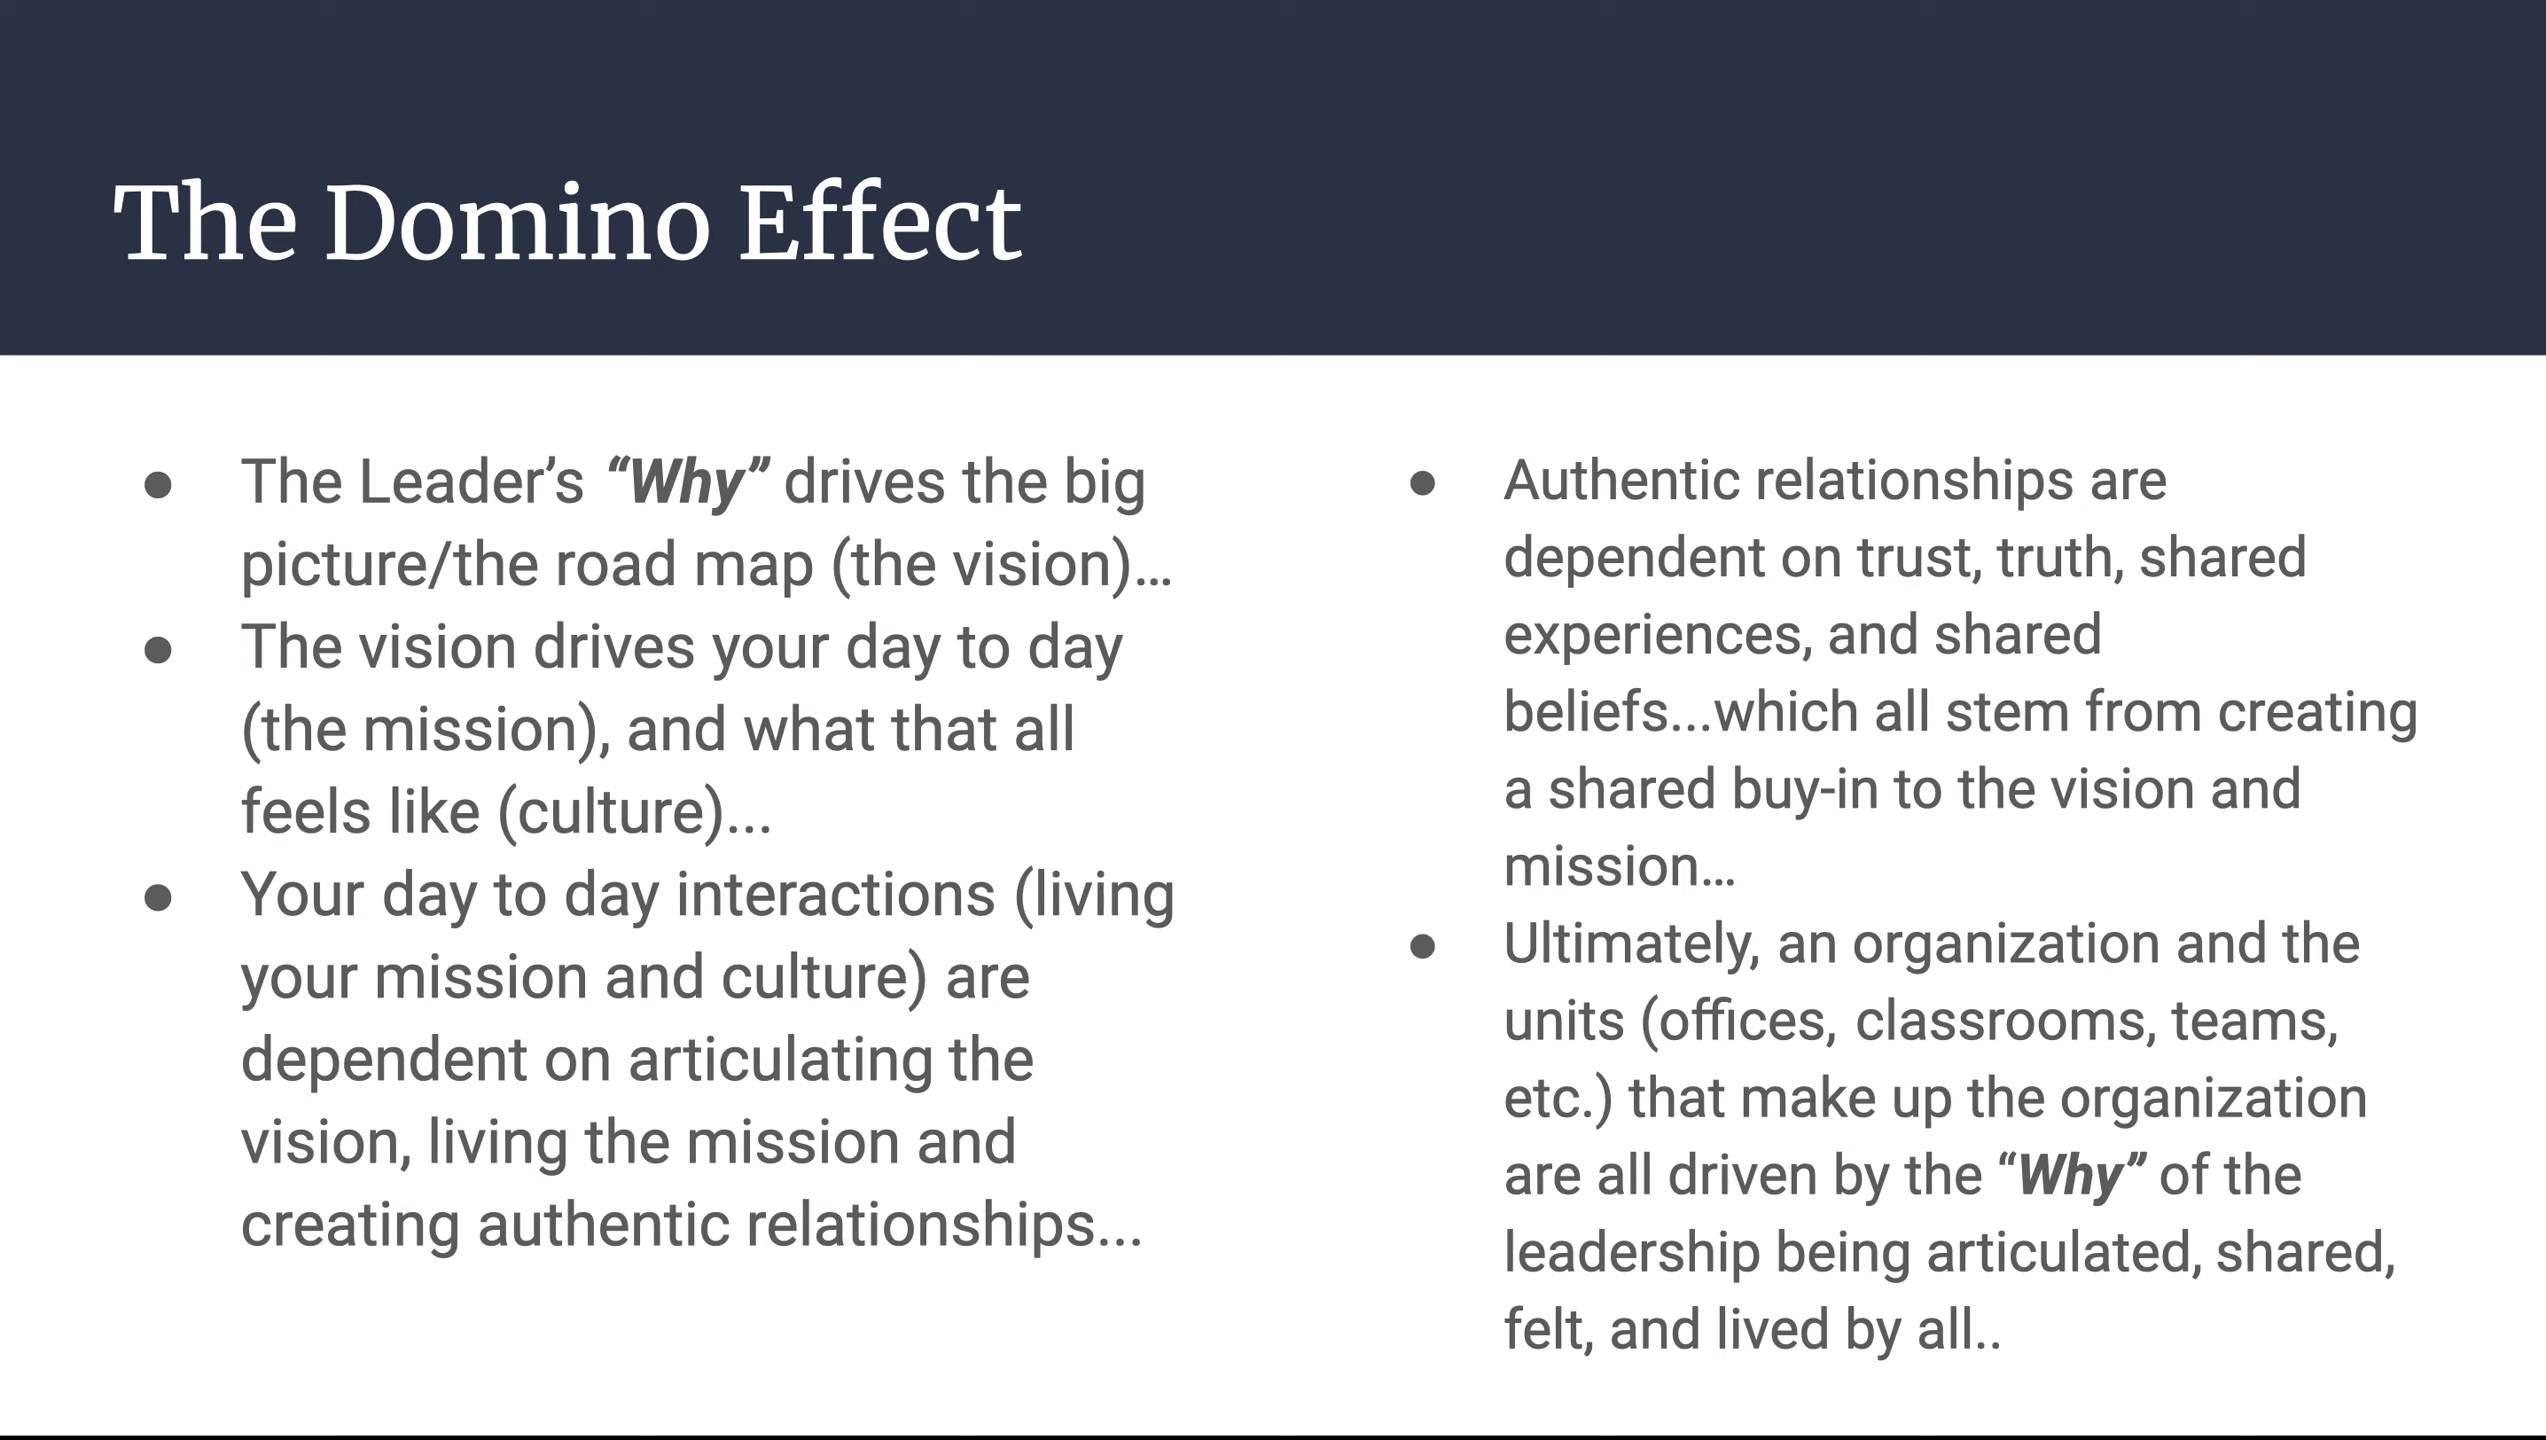 The Domino Effect
● The Leader’s “Why” drives the big
picture/the road map (the vision)…
● The vision drives your day to day
(the mission), and what that all
feels like (culture)...
● Your day to day interactions (living
your mission and culture) are
dependent on articulating the
vision, living the mission and
creating authentic relationships...
● Authentic relationships are
dependent on trust, truth, shared
experiences, and shared
beliefs...which all stem from creating
a shared buy-in to the vision and
mission…
● Ultimately, an organization and the
units (offices, classrooms, teams,
etc.) that make up the organization
are all driven by the “Why” of the
leadership being articulated, shared,
felt, and lived by all..